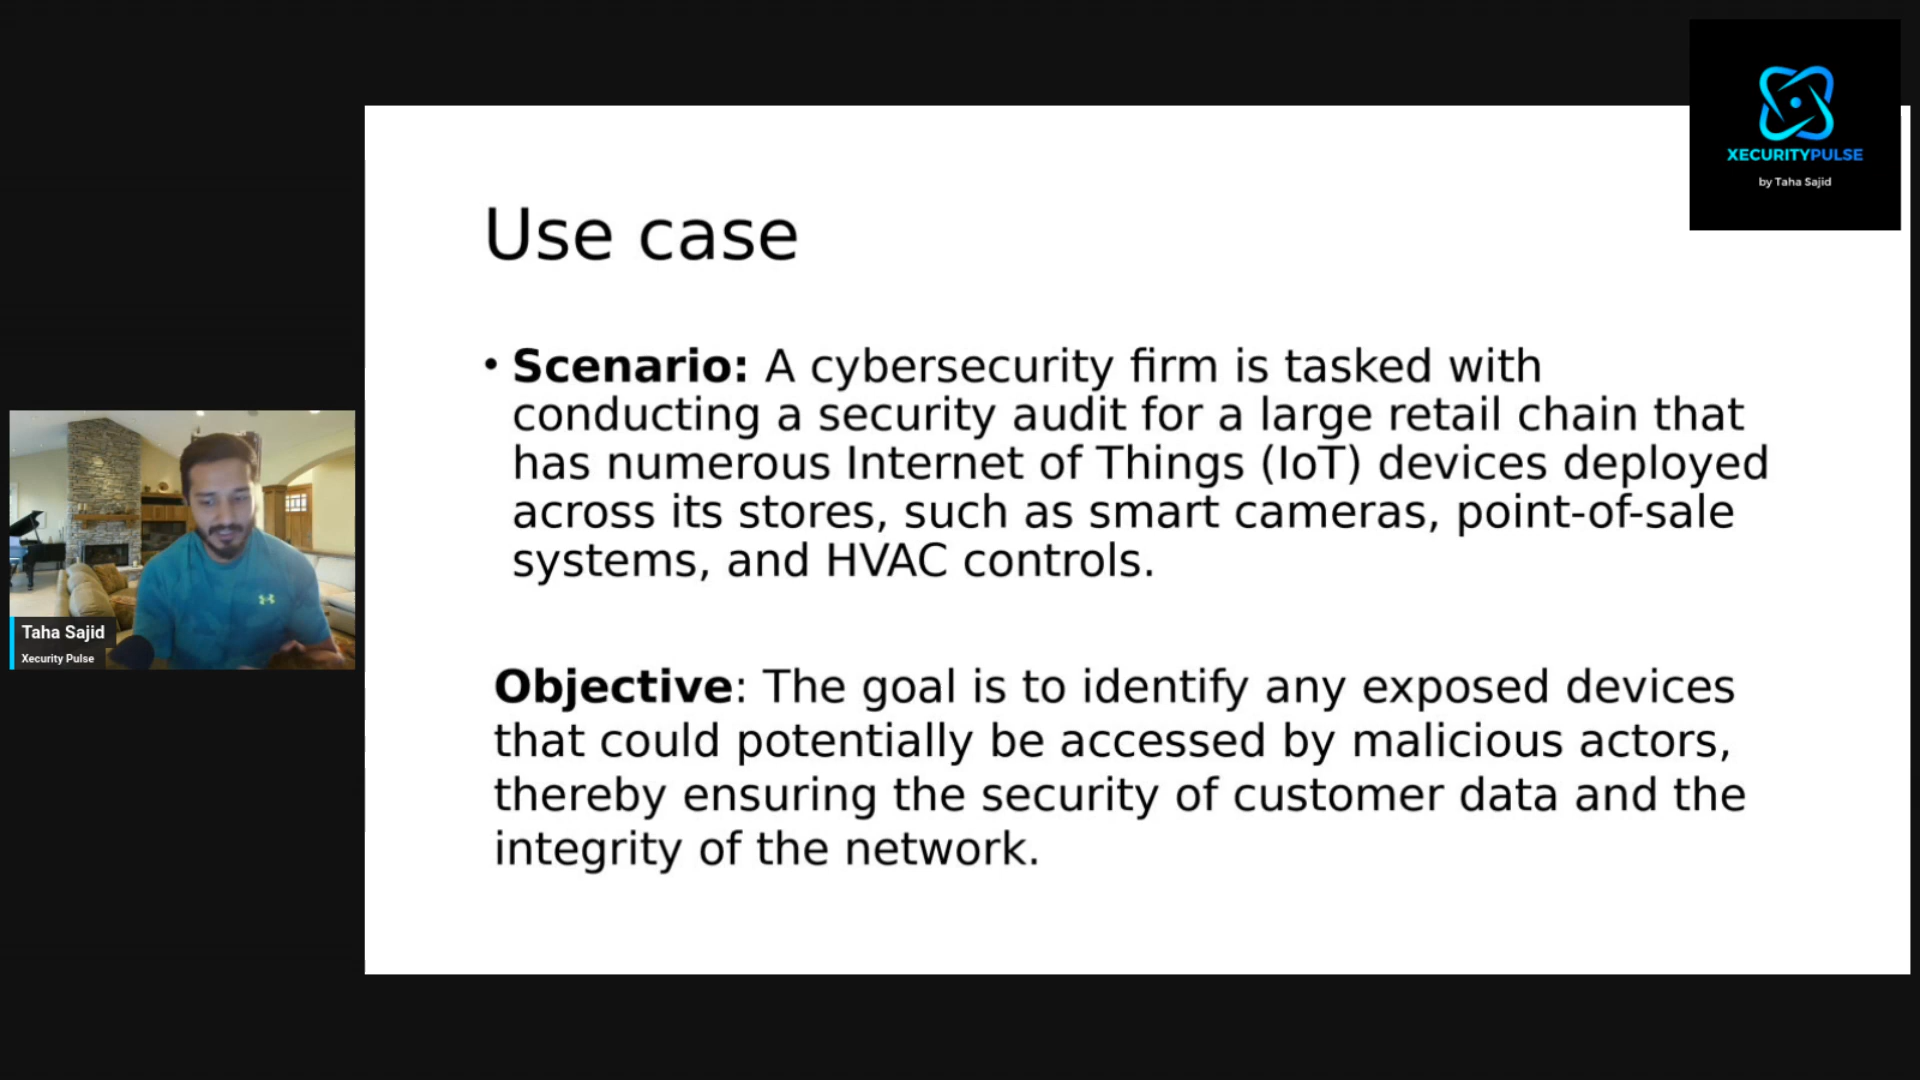 XECURITYPULSE
by Taha Sajid
Use case
• Scenario: A cybersecurity firm is tasked with
conducting a security audit for a large retail chain that
has numerous Internet of Things (IoT) devices deployed
across its stores, such as smart cameras, point-of-sale
systems, and HVAC controls.
Objective: The goal is to identify any exposed devices
that could potentially be accessed by malicious actors,
thereby ensuring the security of customer data and the
integrity of the network.
Taha Sajid
Xecurity Pulse